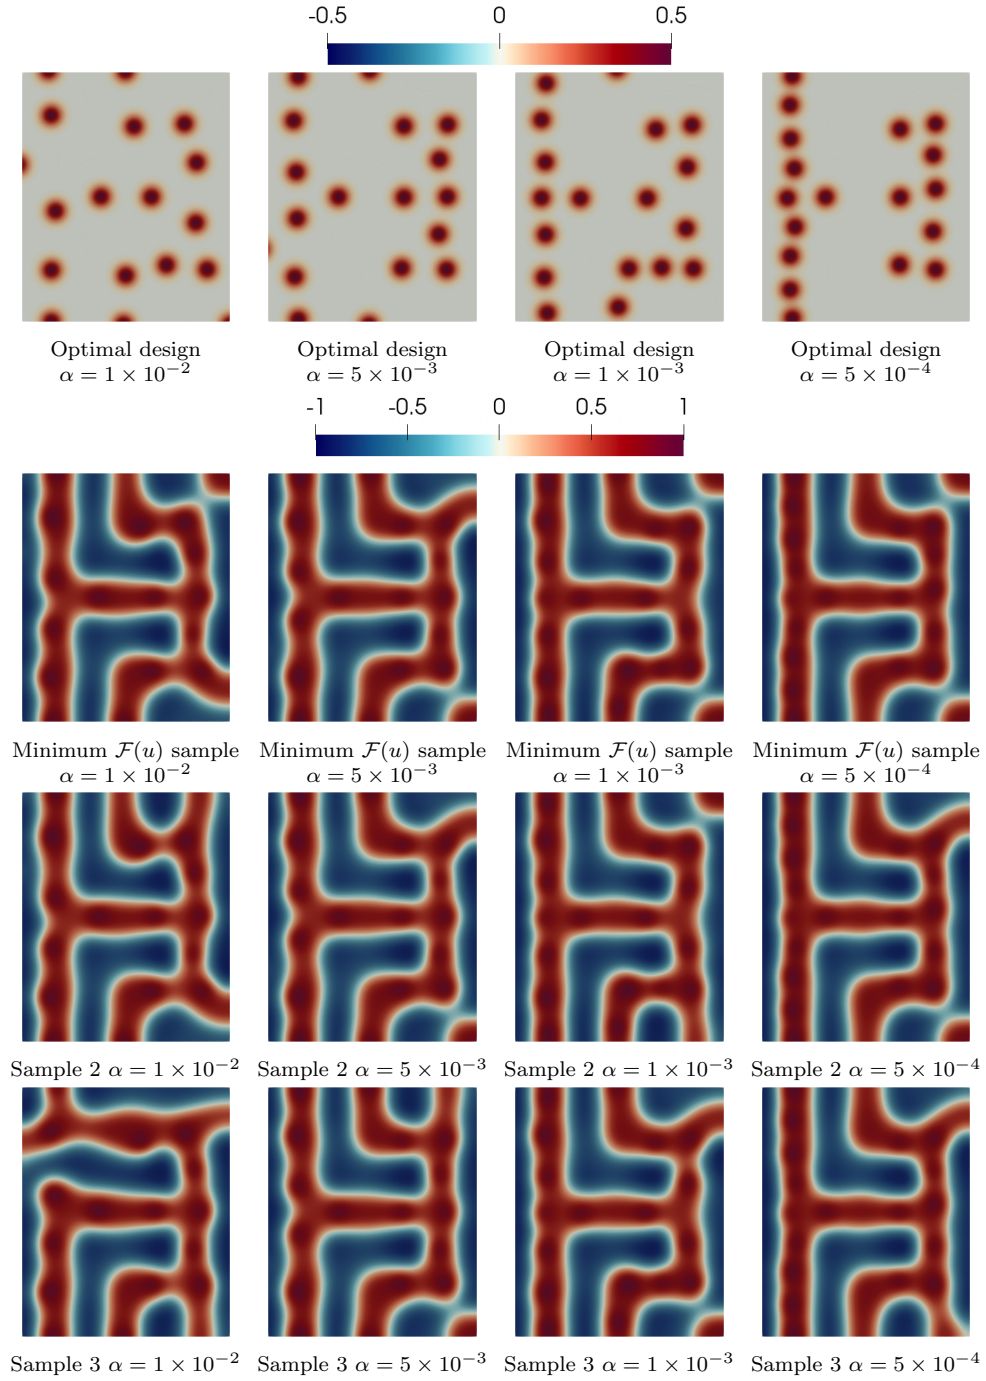 -0.5 0 0.5
Optimal design Optimal design Optimal design Optimal design
α = 1 × 10⁻² α = 5 × 10⁻³ α = 1 × 10⁻³ α = 5 × 10⁻⁴
-1 -0.5 0 0.5 1
Minimum ℱ(u) sample Minimum ℱ(u) sample Minimum ℱ(u) sample Minimum ℱ(u) sample
α = 1 × 10⁻² α = 5 × 10⁻³ α = 1 × 10⁻³ α = 5 × 10⁻⁴
Sample 2 α = 1 × 10⁻² Sample 2 α = 5 × 10⁻³ Sample 2 α = 1 × 10⁻³ Sample 2 α = 5 × 10⁻⁴
Sample 3 α = 1 × 10⁻² Sample 3 α = 5 × 10⁻³ Sample 3 α = 1 × 10⁻³ Sample 3 α = 5 × 10⁻⁴